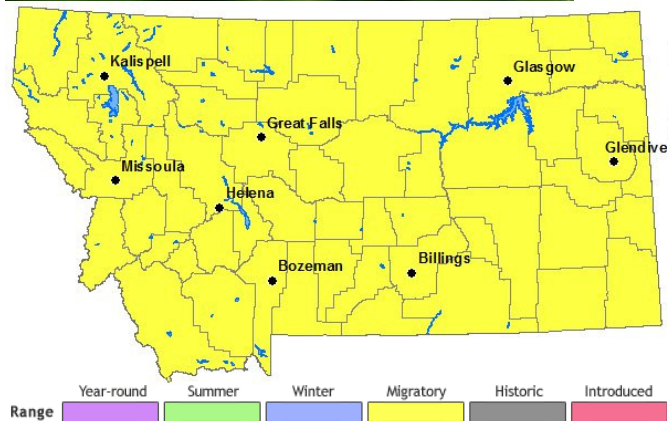 Kalispell
Glasgow
Great Falls
Glendive
Missoula
Helena
Billings
Bozeman
Year-round Summer Winter Migratory Historic Introduced
Range